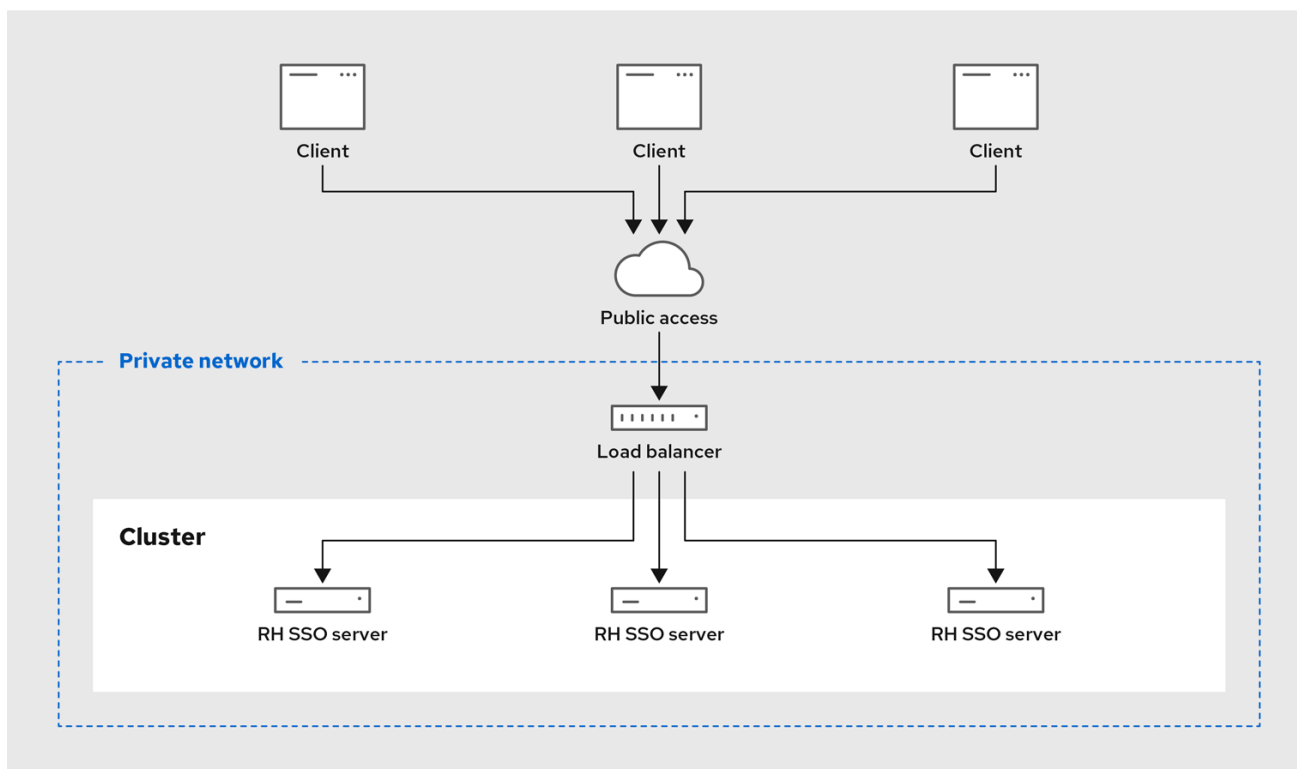 Client
Client
Client
Public access
Private network
Load balancer
Cluster
RH SSO server
RH SSO server
RH SSO server